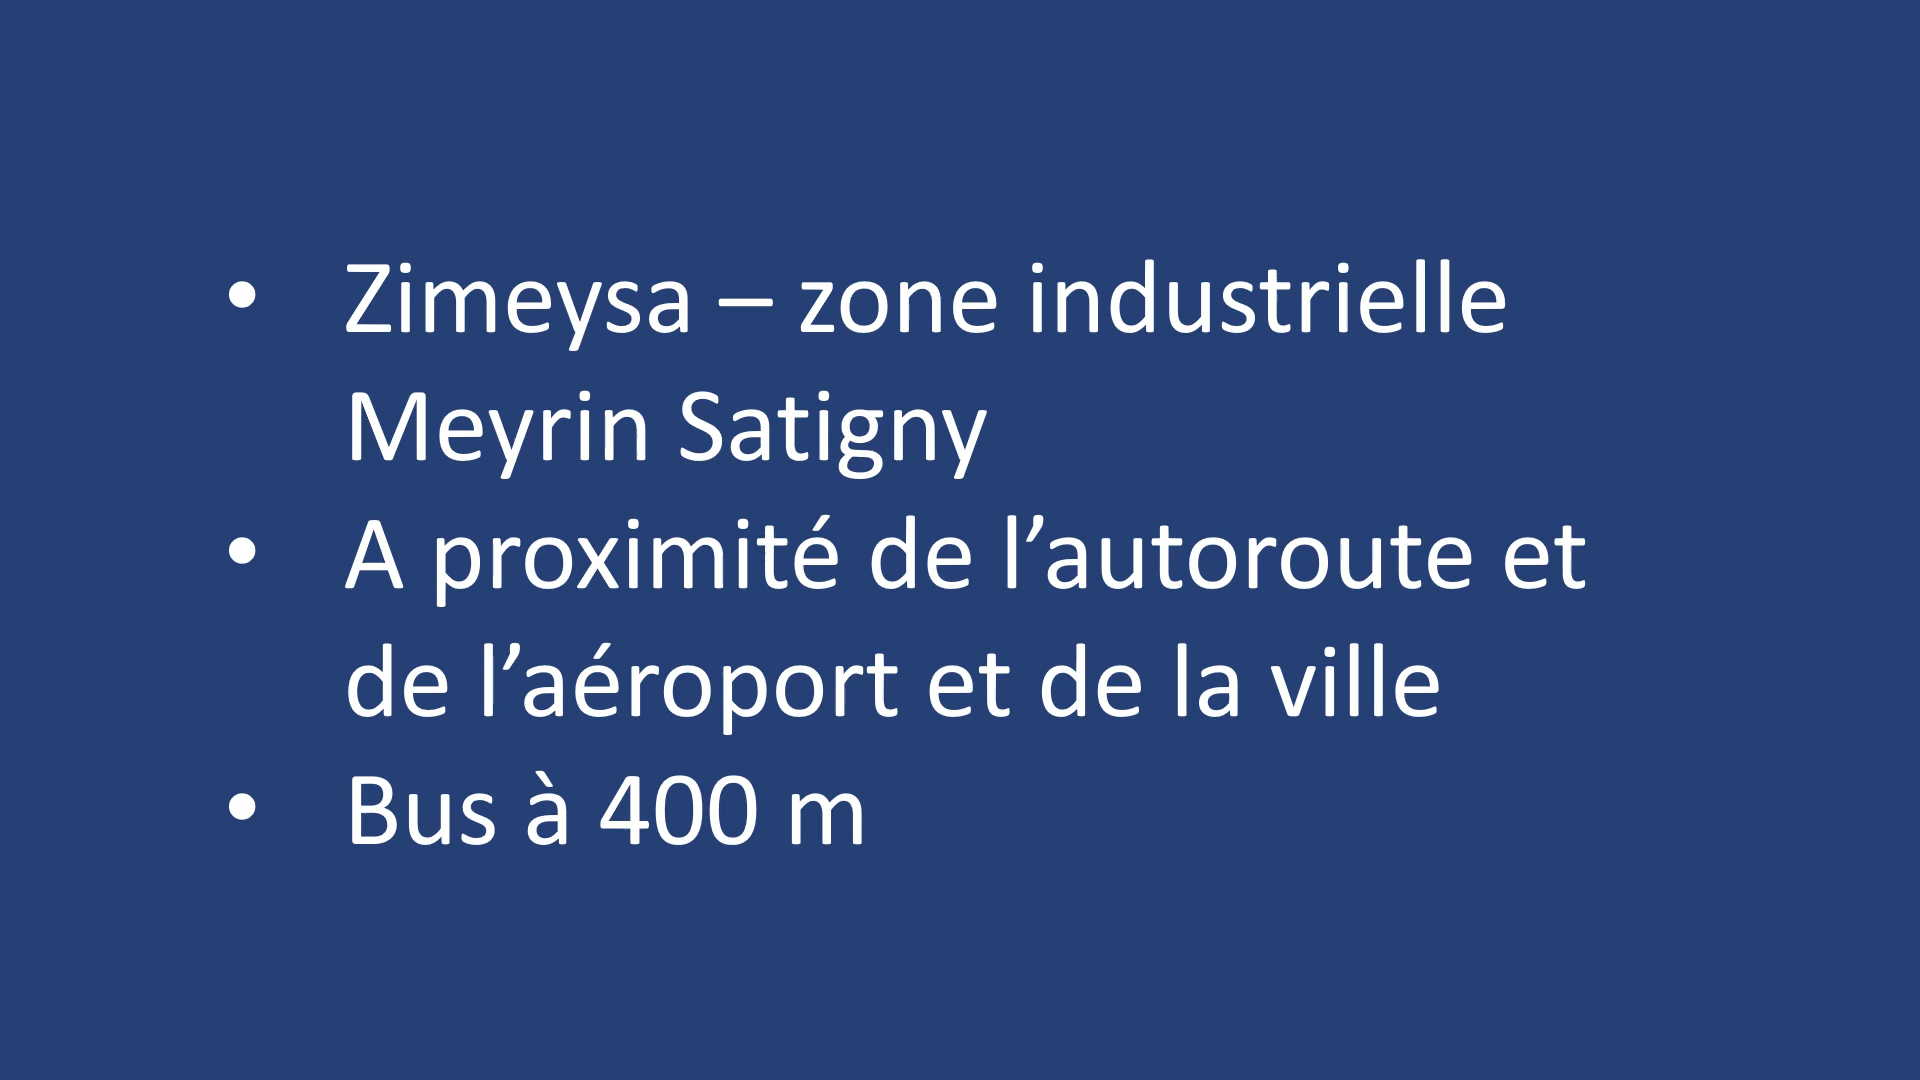 • Zimeysa – zone industrielle
Meyrin Satigny
• A proximité de l’autoroute et
de l’aéroport et de la ville
• Bus à 400 m